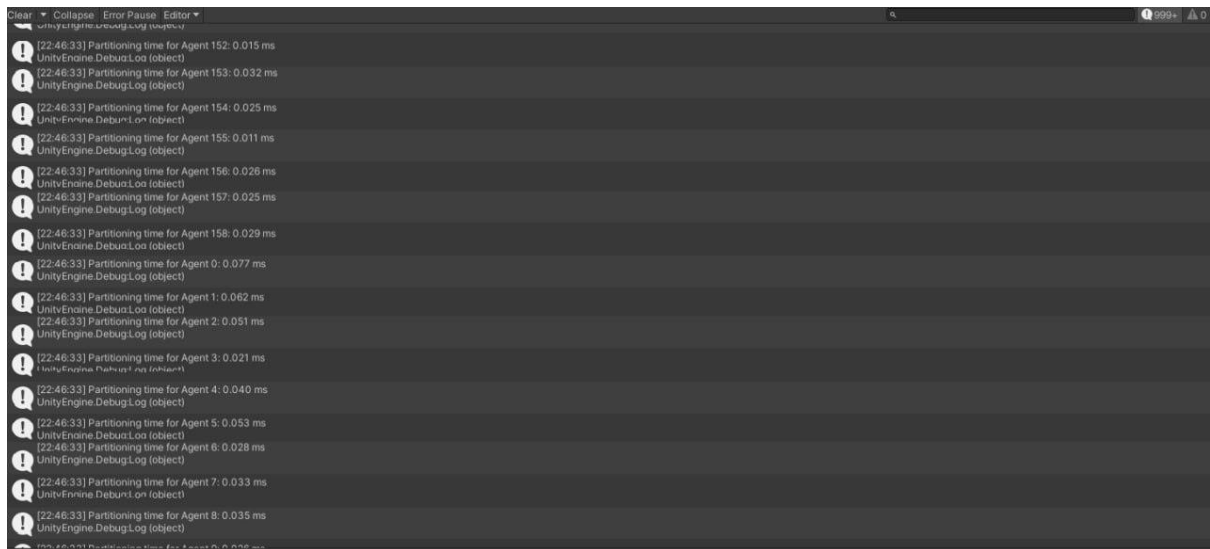 Clear Collapse Error Pause Editor 999+ 0
UnityEngine.Debug:Log (object)
[22:46:33] Partitioning time for Agent 152: 0.015 ms
UnityEngine.Debug:Log (object)
[22:46:33] Partitioning time for Agent 153: 0.032 ms
UnityEngine.Debug:Log (object)
[22:46:33] Partitioning time for Agent 154: 0.025 ms
UnityEngine.Debug:Log (object)
[22:46:33] Partitioning time for Agent 155: 0.011 ms
UnityEngine.Debug:Log (object)
[22:46:33] Partitioning time for Agent 156: 0.026 ms
UnityEngine.Debug:Log (object)
[22:46:33] Partitioning time for Agent 157: 0.025 ms
UnityEngine.Debug:Log (object)
[22:46:33] Partitioning time for Agent 158: 0.029 ms
UnityEngine.Debug:Log (object)
[22:46:33] Partitioning time for Agent 0: 0.077 ms
UnityEngine.Debug:Log (object)
[22:46:33] Partitioning time for Agent 1: 0.062 ms
UnityEngine.Debug:Log (object)
[22:46:33] Partitioning time for Agent 2: 0.051 ms
UnityEngine.Debug:Log (object)
[22:46:33] Partitioning time for Agent 3: 0.021 ms
UnityEngine.Debug:Log (object)
[22:46:33] Partitioning time for Agent 4: 0.040 ms
UnityEngine.Debug:Log (object)
[22:46:33] Partitioning time for Agent 5: 0.053 ms
UnityEngine.Debug:Log (object)
[22:46:33] Partitioning time for Agent 6: 0.028 ms
UnityEngine.Debug:Log (object)
[22:46:33] Partitioning time for Agent 7: 0.033 ms
UnityEngine.Debug:Log (object)
[22:46:33] Partitioning time for Agent 8: 0.035 ms
UnityEngine.Debug:Log (object)